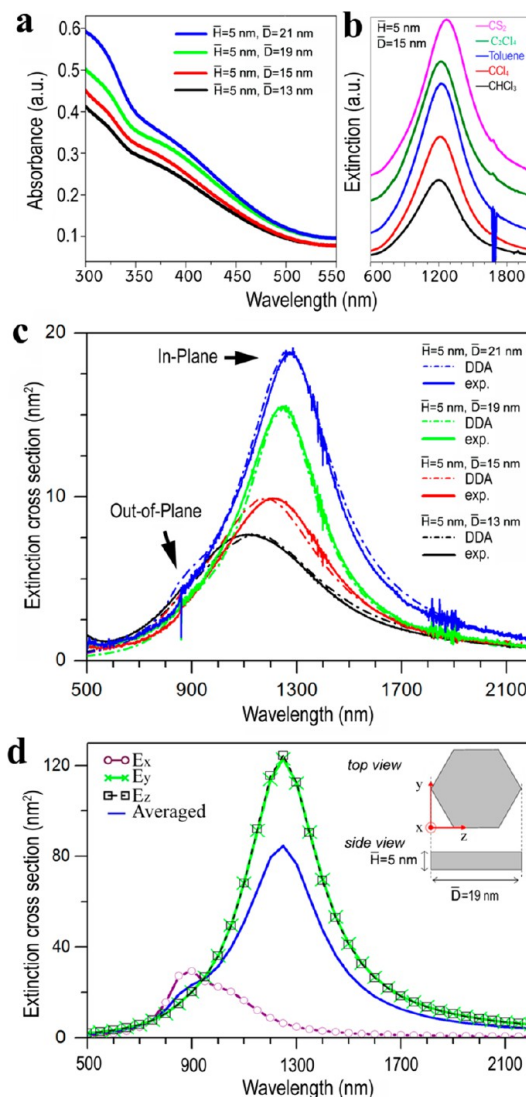 a
H̄=5 nm, D̄=21 nm
H̄=5 nm, D̄=19 nm
H̄=5 nm, D̄=15 nm
H̄=5 nm, D̄=13 nm
Absorbance (a.u.)
0.6
0.5
0.4
0.3
0.2
0.1
300 350 400 450 500 550
Wavelength (nm)
b
H̄=5 nm
D̄=15 nm
CS₂
C₂Cl₄
Toluene
CCl₄
CHCl₃
Extinction (a.u.)
600 1200 1800
Wavelength (nm)
c
In-Plane
Out-of-Plane
H̄=5 nm, D̄=21 nm
DDA
exp.
H̄=5 nm, D̄=19 nm
DDA
exp.
H̄=5 nm, D̄=15 nm
DDA
exp.
H̄=5 nm, D̄=13 nm
DDA
exp.
Extinction cross section (nm²)
20
10
0
500 900 1300 1700 2100
Wavelength (nm)
d
Ex
Ey
Ez
Averaged
top view
y
x
z
side view
H̄=5 nm
D̄=19 nm
Extinction cross section (nm²)
120
80
40
0
500 900 1300 1700 2100
Wavelength (nm)